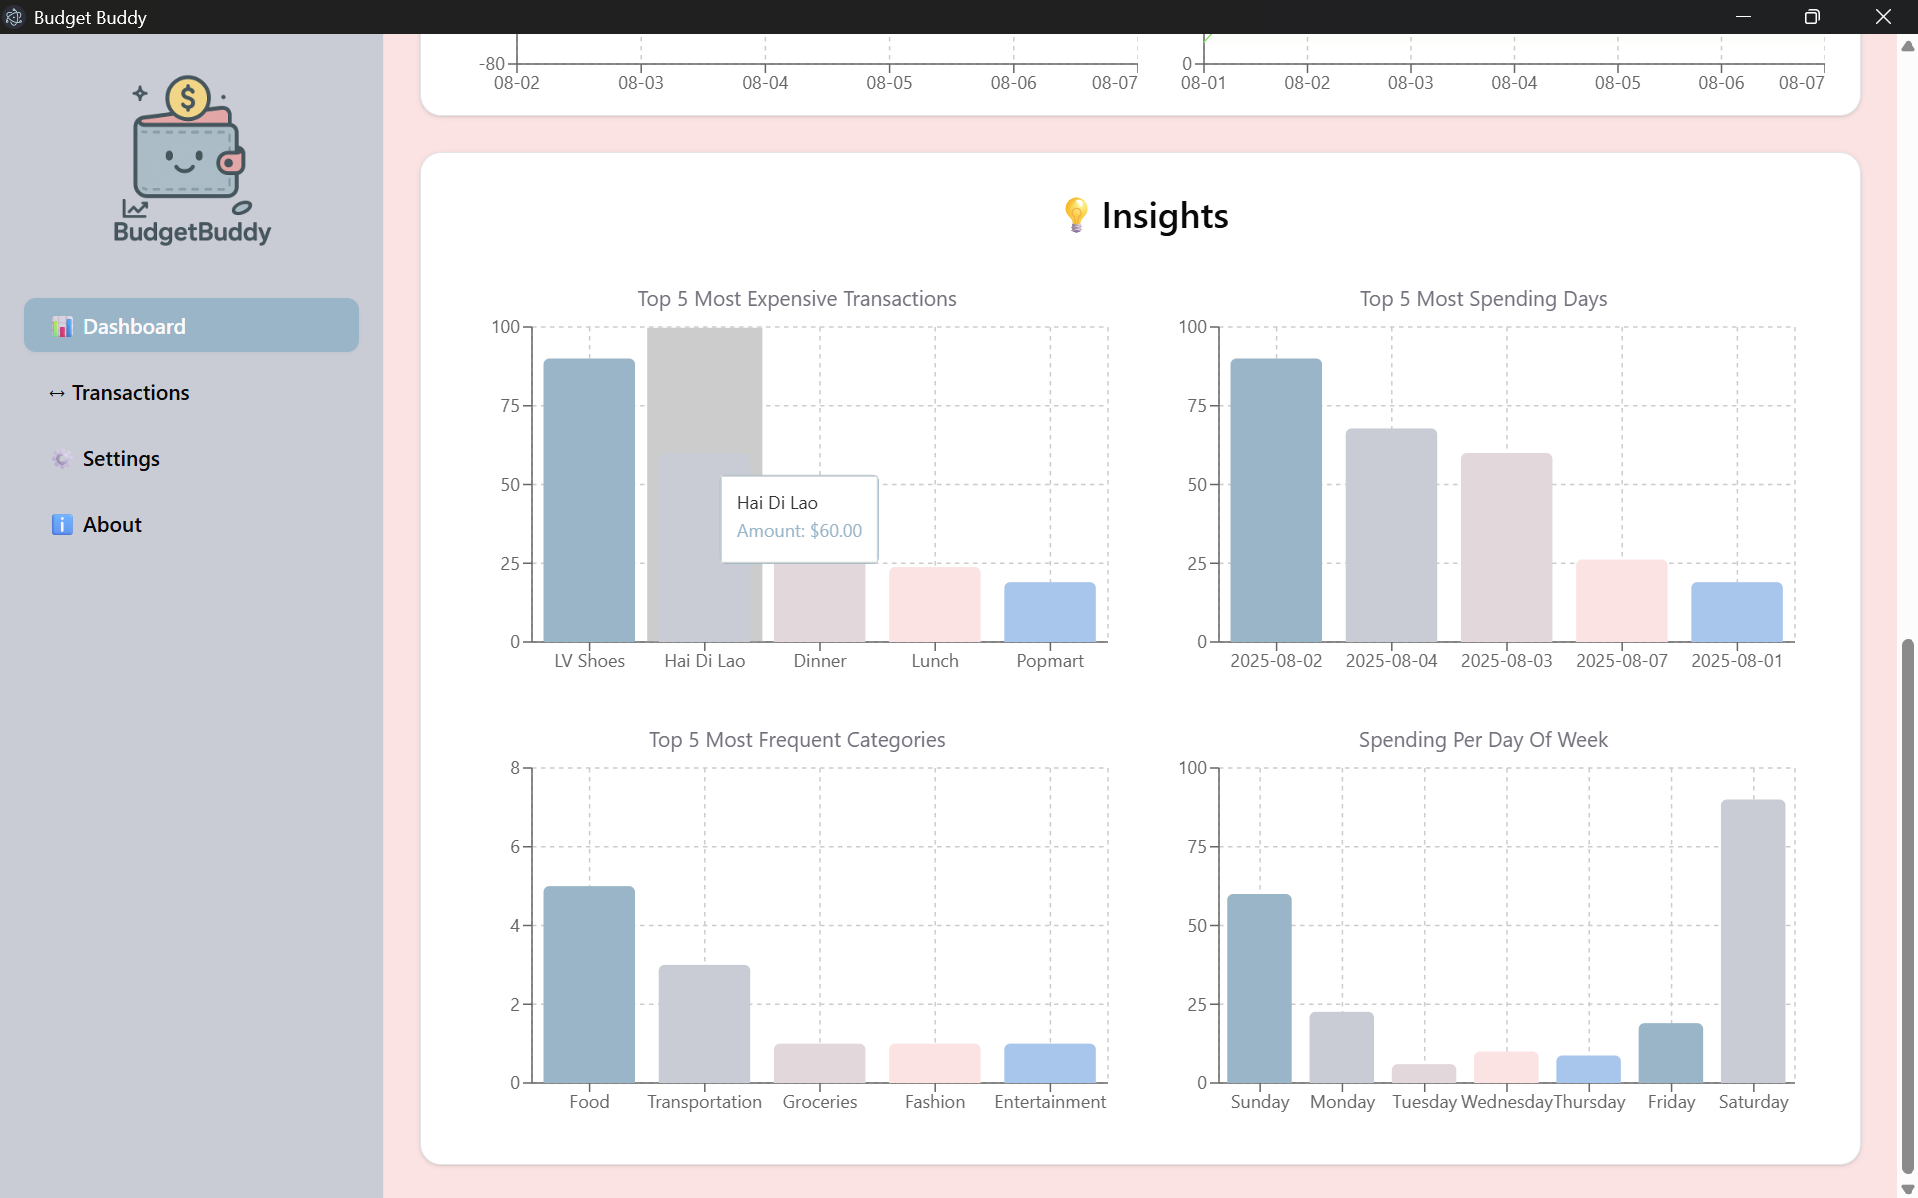 Budget Buddy
$
BudgetBuddy
Dashboard
↔ Transactions
Settings
i About
-80
08-02 08-03 08-04 08-05 08-06 08-07
0
08-01 08-02 08-03 08-04 08-05 08-06 08-07
Insights
Top 5 Most Expensive Transactions
100
75
50
25
0
Hai Di Lao
Amount: $60.00
LV Shoes Hai Di Lao Dinner Lunch Popmart
Top 5 Most Spending Days
100
75
50
25
0
2025-08-02 2025-08-04 2025-08-03 2025-08-07 2025-08-01
Top 5 Most Frequent Categories
8
6
4
2
0
Food Transportation Groceries Fashion Entertainment
Spending Per Day Of Week
100
75
50
25
0
Sunday Monday Tuesday Wednesday Thursday Friday Saturday